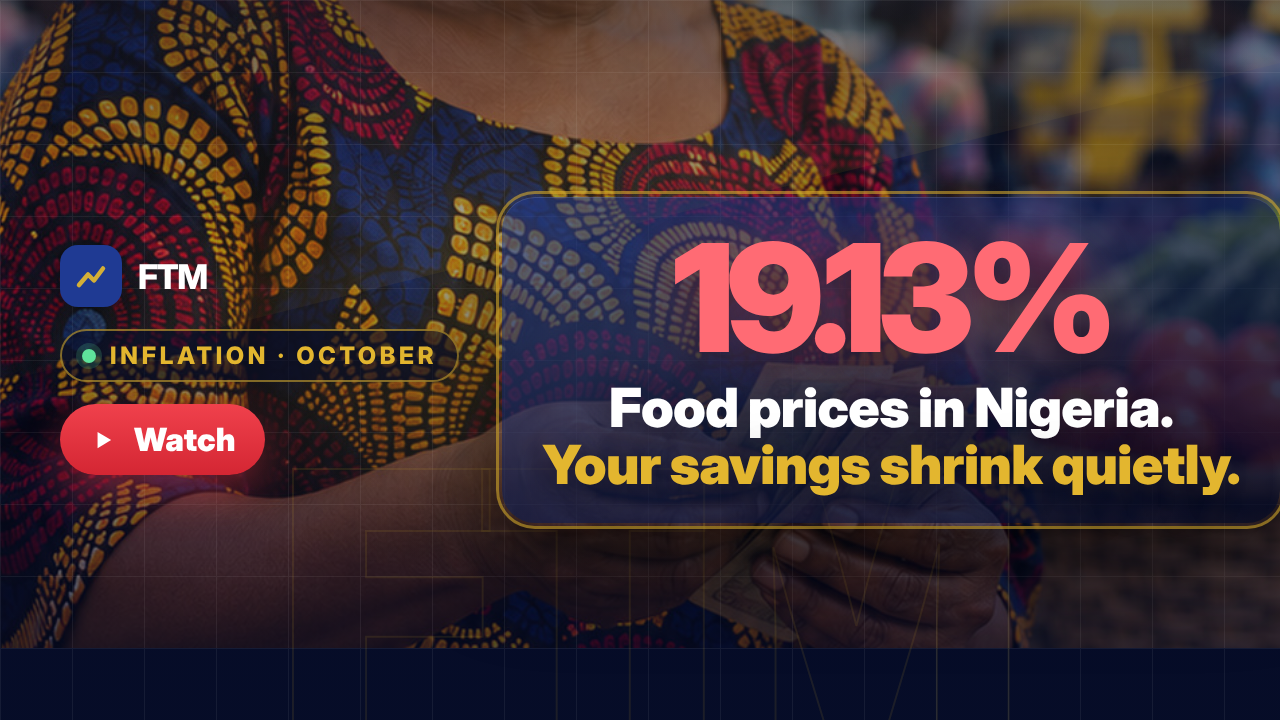 FTM
INFLATION · OCTOBER
Watch
19.13%
Food prices in Nigeria.
Your savings shrink quietly.